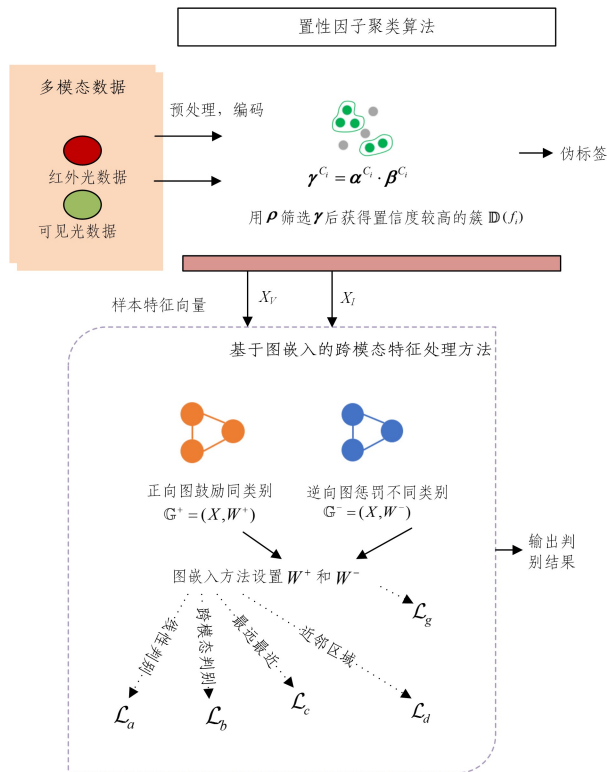 置性因子聚类算法
多模态数据
红外光数据
可见光数据
预处理，编码
γ^{C_i} = α^{C_i} · β^{C_i}
用 ρ 筛选 γ 后获得置信度较高的簇 𝔻(f_i)
伪标签
样本特征向量
X_V
X_I
基于图嵌入的跨模态特征处理方法
正向图鼓励同类别
𝔾⁺ = (X, W⁺)
逆向图惩罚不同类别
𝔾⁻ = (X, W⁻)
图嵌入方法设置 W⁺ 和 W⁻
输出判
别结果
线性判别
跨模态判别
最远最近
近邻区域
ℒ_g
ℒ_a
ℒ_b
ℒ_c
ℒ_d